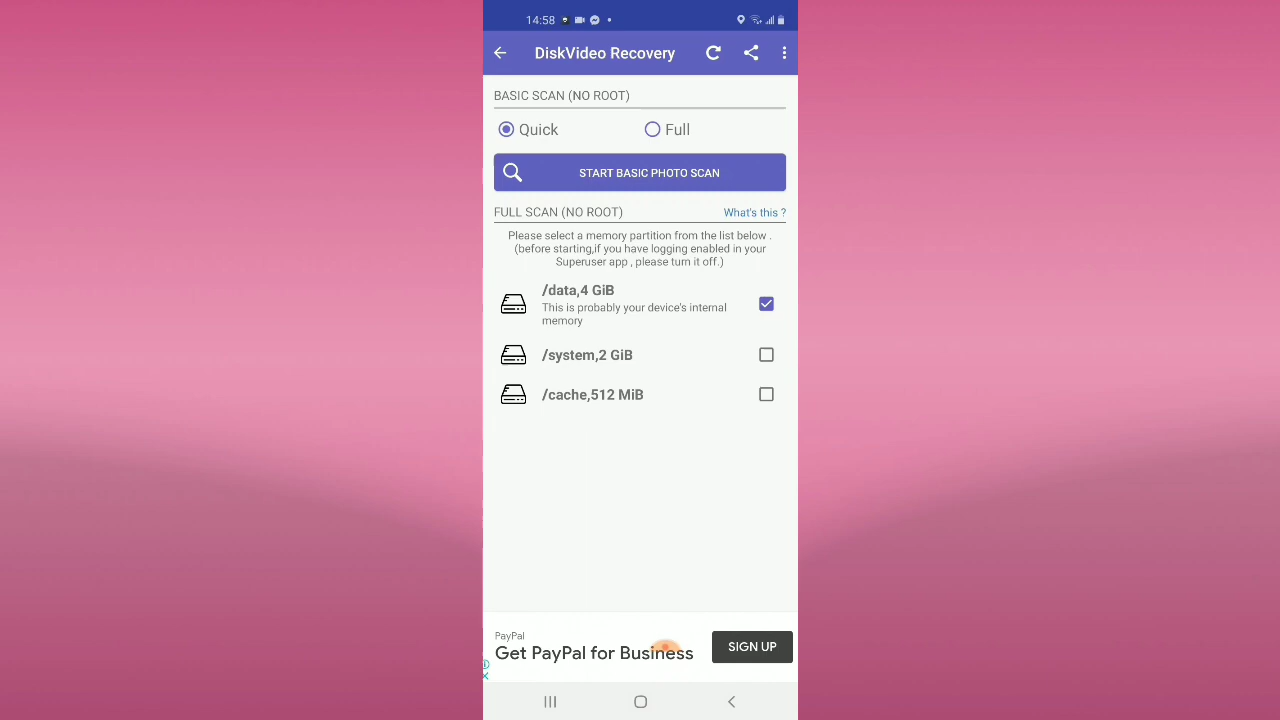 14:58
DiskVideo Recovery
BASIC SCAN (NO ROOT)
Quick
Full
START BASIC PHOTO SCAN
FULL SCAN (NO ROOT)
What's this ?
Please select a memory partition from the list below .
(before starting,if you have logging enabled in your
Superuser app , please turn it off.)
/data,4 GiB
This is probably your device's internal
memory
/system,2 GiB
/cache,512 MiB
PayPal
Get PayPal for Business
SIGN UP